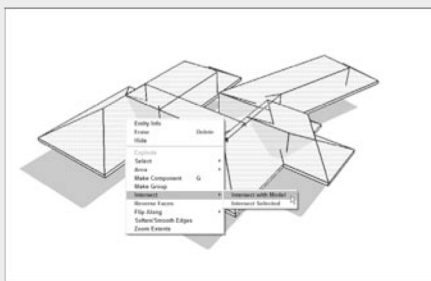 Entity Info
Erase Delete
Hide
Explode
Select
Area
Make Component G
Make Group
Intersect
Intersect with Model
Intersect Selected
Reverse Faces
Flip Along
Soften/Smooth Edges
Zoom Extents